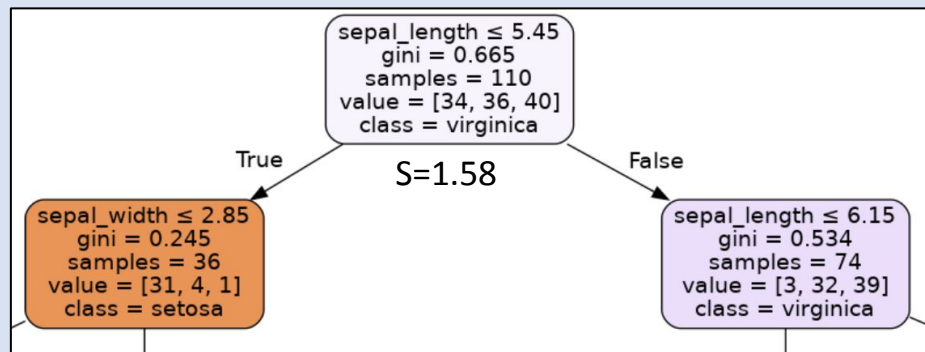 sepal_length ≤ 5.45
gini = 0.665
samples = 110
value = [34, 36, 40]
class = virginica
True
False
S=1.58
sepal_width ≤ 2.85
gini = 0.245
samples = 36
value = [31, 4, 1]
class = setosa
sepal_length ≤ 6.15
gini = 0.534
samples = 74
value = [3, 32, 39]
class = virginica